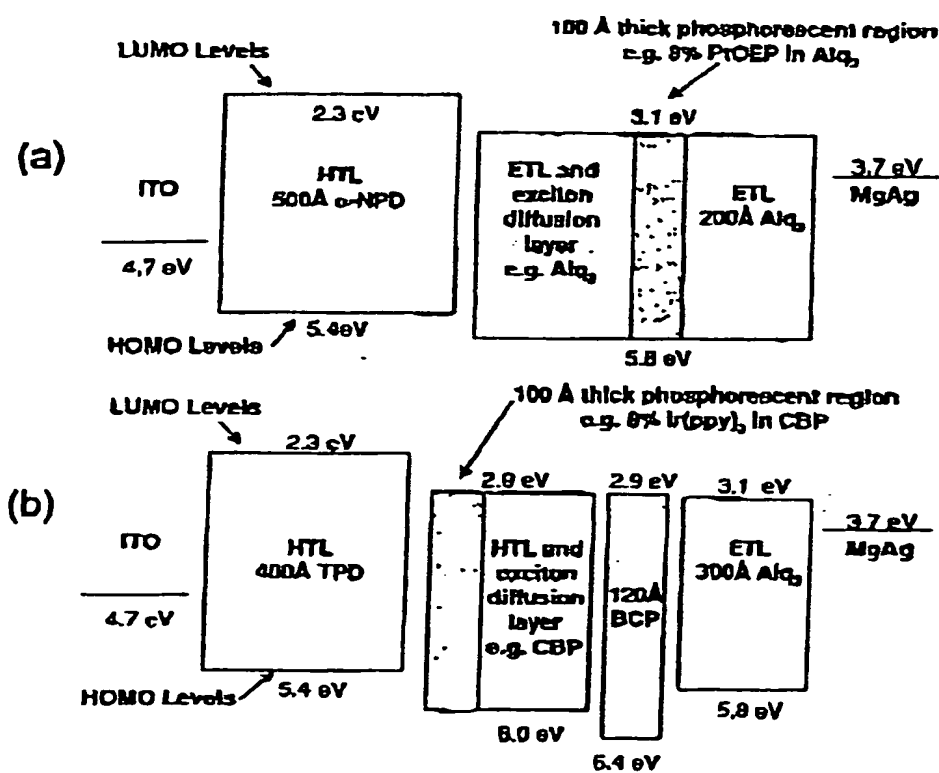 100 Å thick phosphorescent region
e.g. 8% PtOEP in Alq3
LUMO Levels
(a)
2.3 eV
3.1 eV
ITO
HTL
500Å α-NPD
ETL and
exciton
diffusion
layer
e.g. Alq3
ETL
200Å Alq3
3.7 eV
MgAg
4.7 eV
5.4eV
HOMO Levels
5.8 eV
100 Å thick phosphorescent region
e.g. 8% Ir(ppy)3 in CBP
LUMO Levels
(b)
2.3 eV
2.8 eV
2.9 eV
3.1 eV
ITO
HTL
400Å TPD
HTL and
exciton
diffusion
layer
e.g. CBP
120Å
BCP
ETL
300Å Alq3
3.7 eV
MgAg
4.7 eV
HOMO Levels
5.4 eV
6.0 eV
6.4 eV
5.8 eV